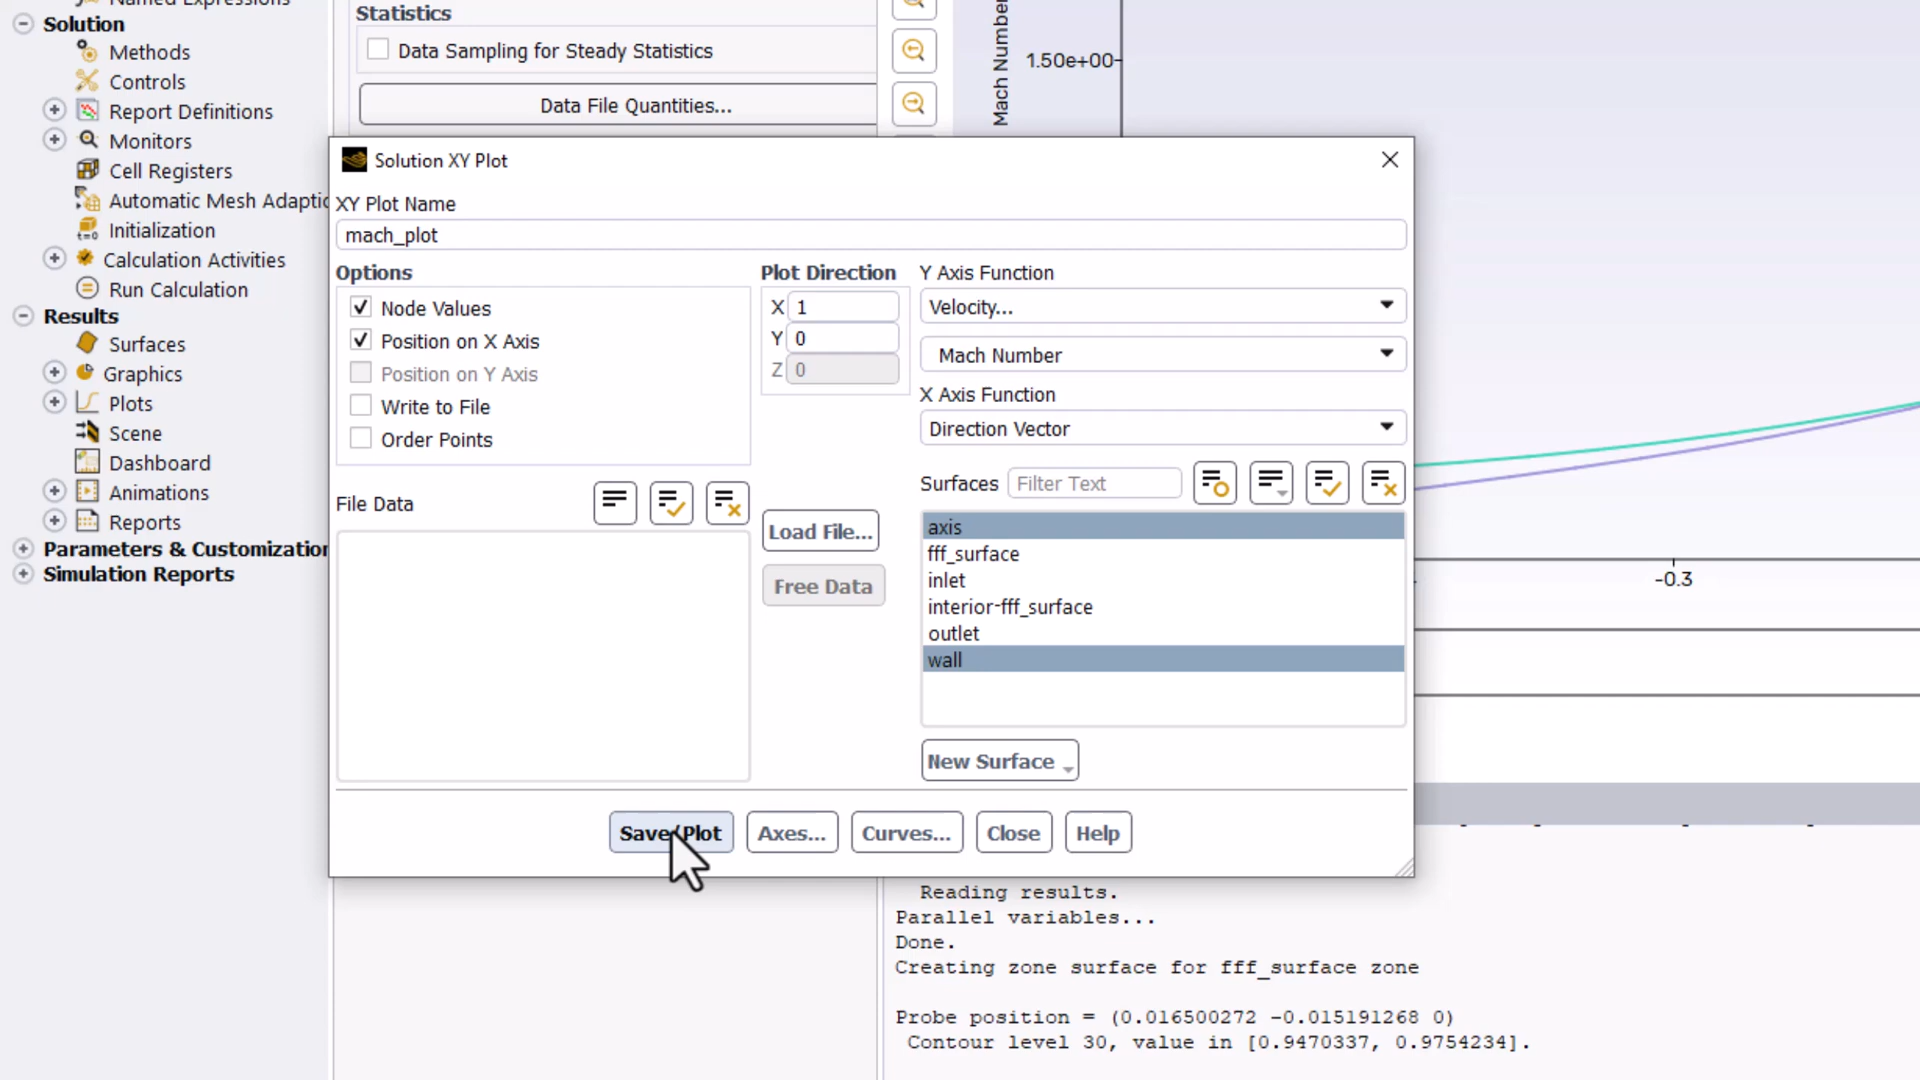 Named Expressions
Solution
Methods
Controls
Report Definitions
Monitors
Cell Registers
Automatic Mesh Adaptic
Initialization
Calculation Activities
Run Calculation
Results
Surfaces
Graphics
Plots
Scene
Dashboard
Animations
Reports
Parameters & Customization
Simulation Reports
Statistics
Data Sampling for Steady Statistics
Data File Quantities...
Mach Number
1.50e+00
-0.3
Solution XY Plot
XY Plot Name
mach_plot
Options
Node Values
Position on X Axis
Position on Y Axis
Write to File
Order Points
Plot Direction
X 1
Y 0
Z 0
Y Axis Function
Velocity...
Mach Number
X Axis Function
Direction Vector
File Data
Load File...
Free Data
Surfaces Filter Text
axis
fff_surface
inlet
interior-fff_surface
outlet
wall
New Surface
Save/Plot Axes... Curves... Close Help
Reading results.
Parallel variables...
Done.
Creating zone surface for fff_surface zone
Probe position = (0.016500272 -0.015191268 0)
Contour level 30, value in [0.9470337, 0.9754234].